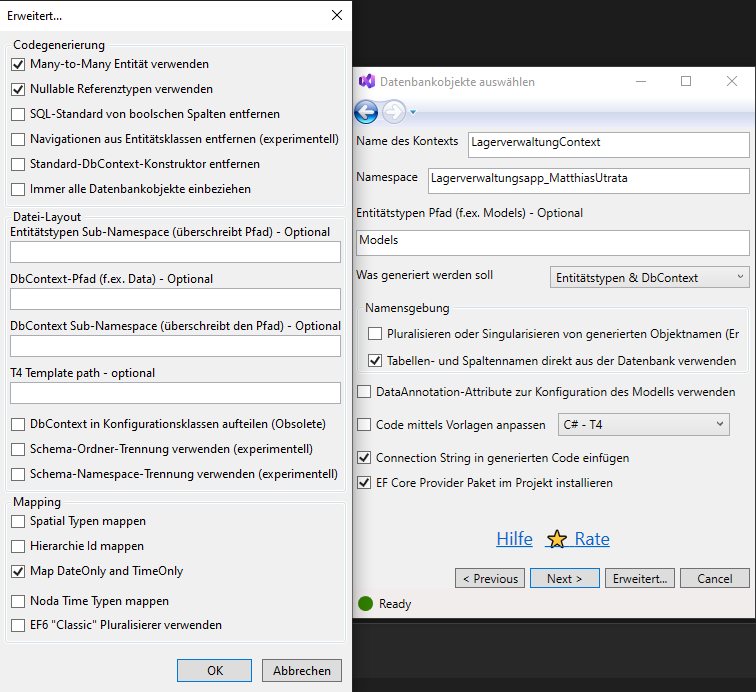 Erweitert...
Codegenerierung
Many-to-Many Entität verwenden
Nullable Referenztypen verwenden
SQL-Standard von boolschen Spalten entfernen
Navigationen aus Entitätsklassen entfernen (experimentell)
Standard-DbContext-Konstruktor entfernen
Immer alle Datenbankobjekte einbeziehen
Datei-Layout
Entitätstypen Sub-Namespace (überschreibt Pfad) - Optional
DbContext-Pfad (f.ex. Data) - Optional
DbContext Sub-Namespace (überschreibt den Pfad) - Optional
T4 Template path - optional
DbContext in Konfigurationsklassen aufteilen (Obsolete)
Schema-Ordner-Trennung verwenden (experimentell)
Schema-Namespace-Trennung verwenden (experimentell)
Mapping
Spatial Typen mappen
Hierarchie Id mappen
Map DateOnly and TimeOnly
Noda Time Typen mappen
EF6 "Classic" Pluralisierer verwenden
OK
Abbrechen
Datenbankobjekte auswählen
Name des Kontexts
LagerverwaltungContext
Namespace
Lagerverwaltungsapp_MatthiasUtrata
Entitätstypen Pfad (f.ex. Models) - Optional
Models
Was generiert werden soll
Entitätstypen & DbContext
Namensgebung
Pluralisieren oder Singularisieren von generierten Objektnamen (Er
Tabellen- und Spaltennamen direkt aus der Datenbank verwenden
DataAnnotation-Attribute zur Konfiguration des Modells verwenden
Code mittels Vorlagen anpassen
C# - T4
Connection String in generierten Code einfügen
EF Core Provider Paket im Projekt installieren
Hilfe
Rate
< Previous
Next >
Erweitert...
Cancel
Ready